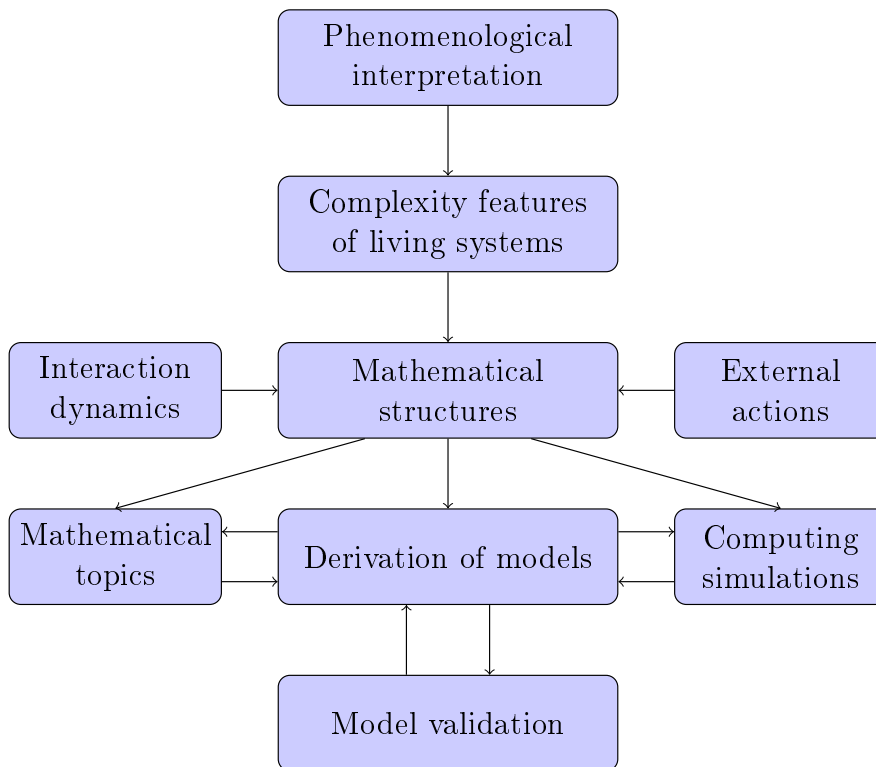 Phenomenological
interpretation
Complexity features
of living systems
Interaction
dynamics
Mathematical
structures
External
actions
Mathematical
topics
Derivation of models
Computing
simulations
Model validation